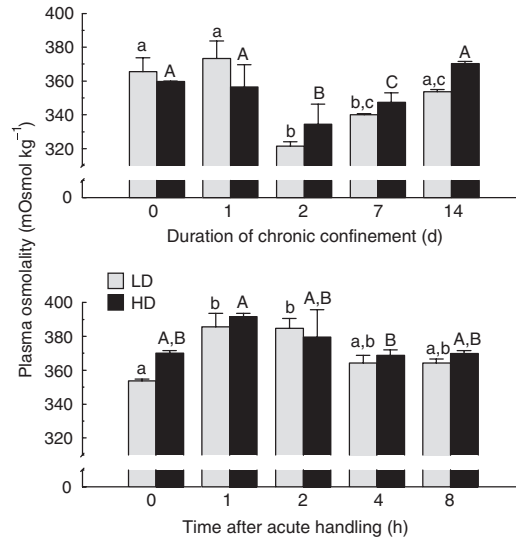 Plasma osmolality (mOsmol kg⁻¹)
400
380
360
340
320
0
a
A
a
A
b
B
b,c
C
a,c
A
0 1 2 7 14
Duration of chronic confinement (d)
LD
HD
400
380
360
340
320
0
a
A,B
b
A
b
A,B
a,b
B
a,b
A,B
0 1 2 4 8
Time after acute handling (h)